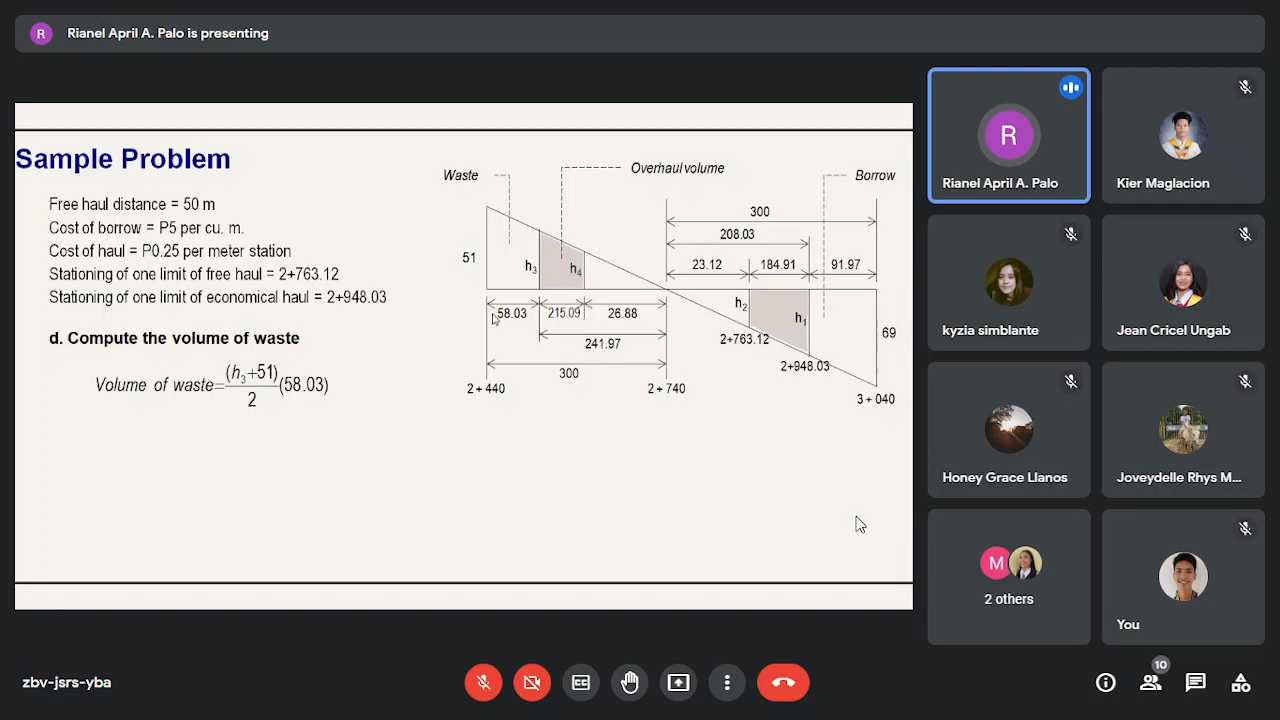 R Rianel April A. Palo is presenting
Sample Problem
Free haul distance = 50 m
Cost of borrow = P5 per cu. m.
Cost of haul = P0.25 per meter station
Stationing of one limit of free haul = 2+763.12
Stationing of one limit of economical haul = 2+948.03
d. Compute the volume of waste
Volume of waste=(h3+51)/2(58.03)
Waste
Overhaul volume
Borrow
300
208.03
23.12 184.91 91.97
51
h3
h4
h2
h1
69
58.03 215.09 26.88
241.97
300
2+763.12
2+948.03
2 + 440
2 + 740
3 + 040
R
Rianel April A. Palo
Kier Maglacion
kyzia simblante
Jean Cricel Ungab
Honey Grace Llanos
Joveydelle Rhys M...
M
2 others
You
zbv-jsrs-yba
CC
10